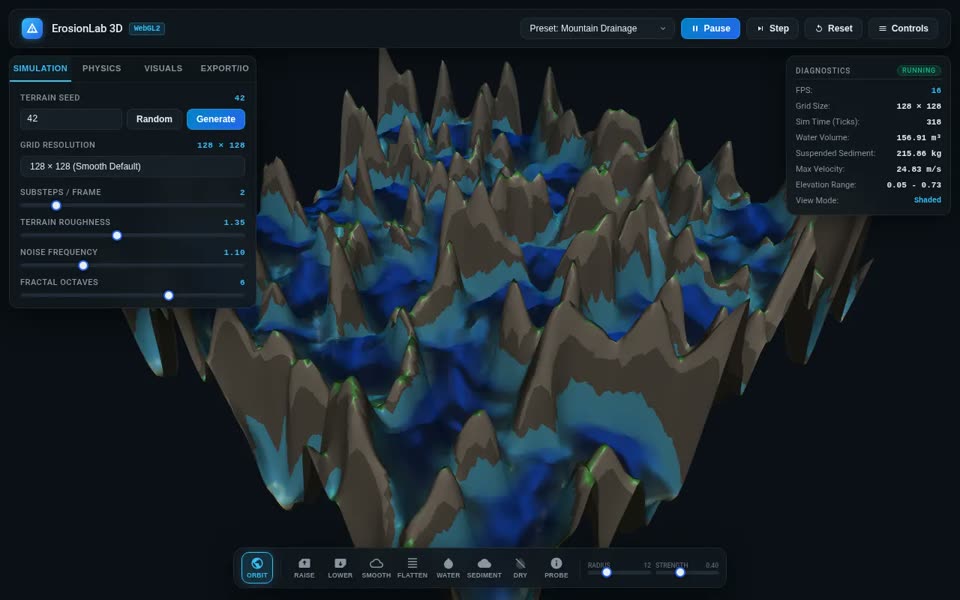 ErosionLab 3D WebGL2 Preset: Mountain Drainage Pause Step Reset Controls
SIMULATION PHYSICS VISUALS EXPORT/IO
TERRAIN SEED 42
42 Random Generate
GRID RESOLUTION 128 × 128
128 × 128 (Smooth Default)
SUBSTEPS / FRAME 2
TERRAIN ROUGHNESS 1.35
NOISE FREQUENCY 1.10
FRACTAL OCTAVES 6
DIAGNOSTICS RUNNING
FPS: 16
Grid Size: 128 × 128
Sim Time (Ticks): 318
Water Volume: 156.91 m³
Suspended Sediment: 215.86 kg
Max Velocity: 24.83 m/s
Elevation Range: 0.05 - 0.73
View Mode: Shaded
ORBIT RAISE LOWER SMOOTH FLATTEN WATER SEDIMENT DRY PROBE
RADIUS 12 STRENGTH 0.40